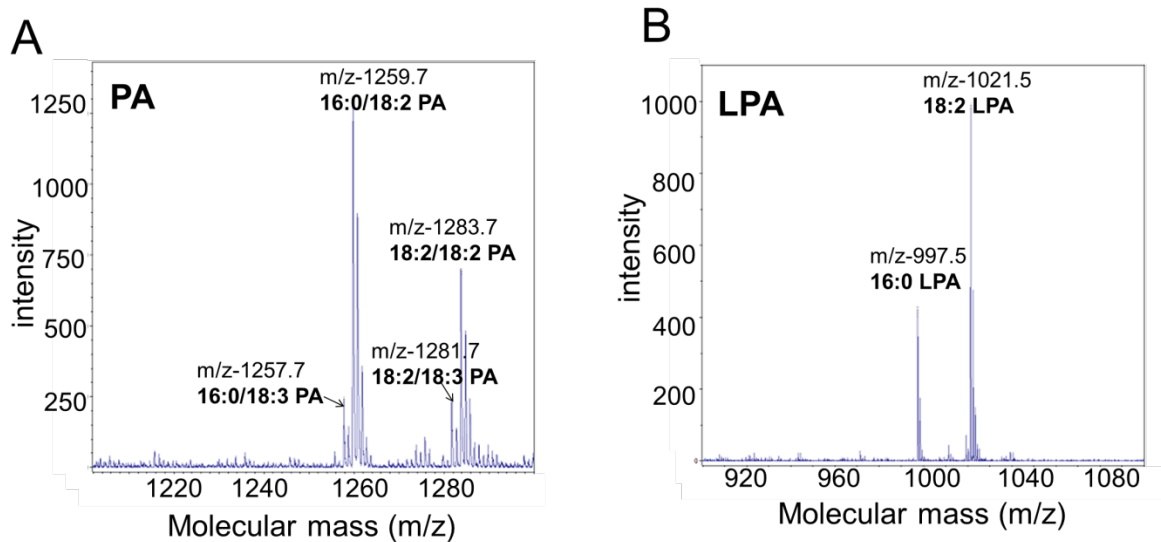 A
PA
m/z-1259.7
16:0/18:2 PA
m/z-1283.7
18:2/18:2 PA
m/z-1281.7
18:2/18:3 PA
m/z-1257.7
16:0/18:3 PA
intensity
1250
1000
750
500
250
1220 1240 1260 1280
Molecular mass (m/z)
B
LPA
m/z-1021.5
18:2 LPA
m/z-997.5
16:0 LPA
intensity
1000
800
600
400
200
920 960 1000 1040 1080
Molecular mass (m/z)